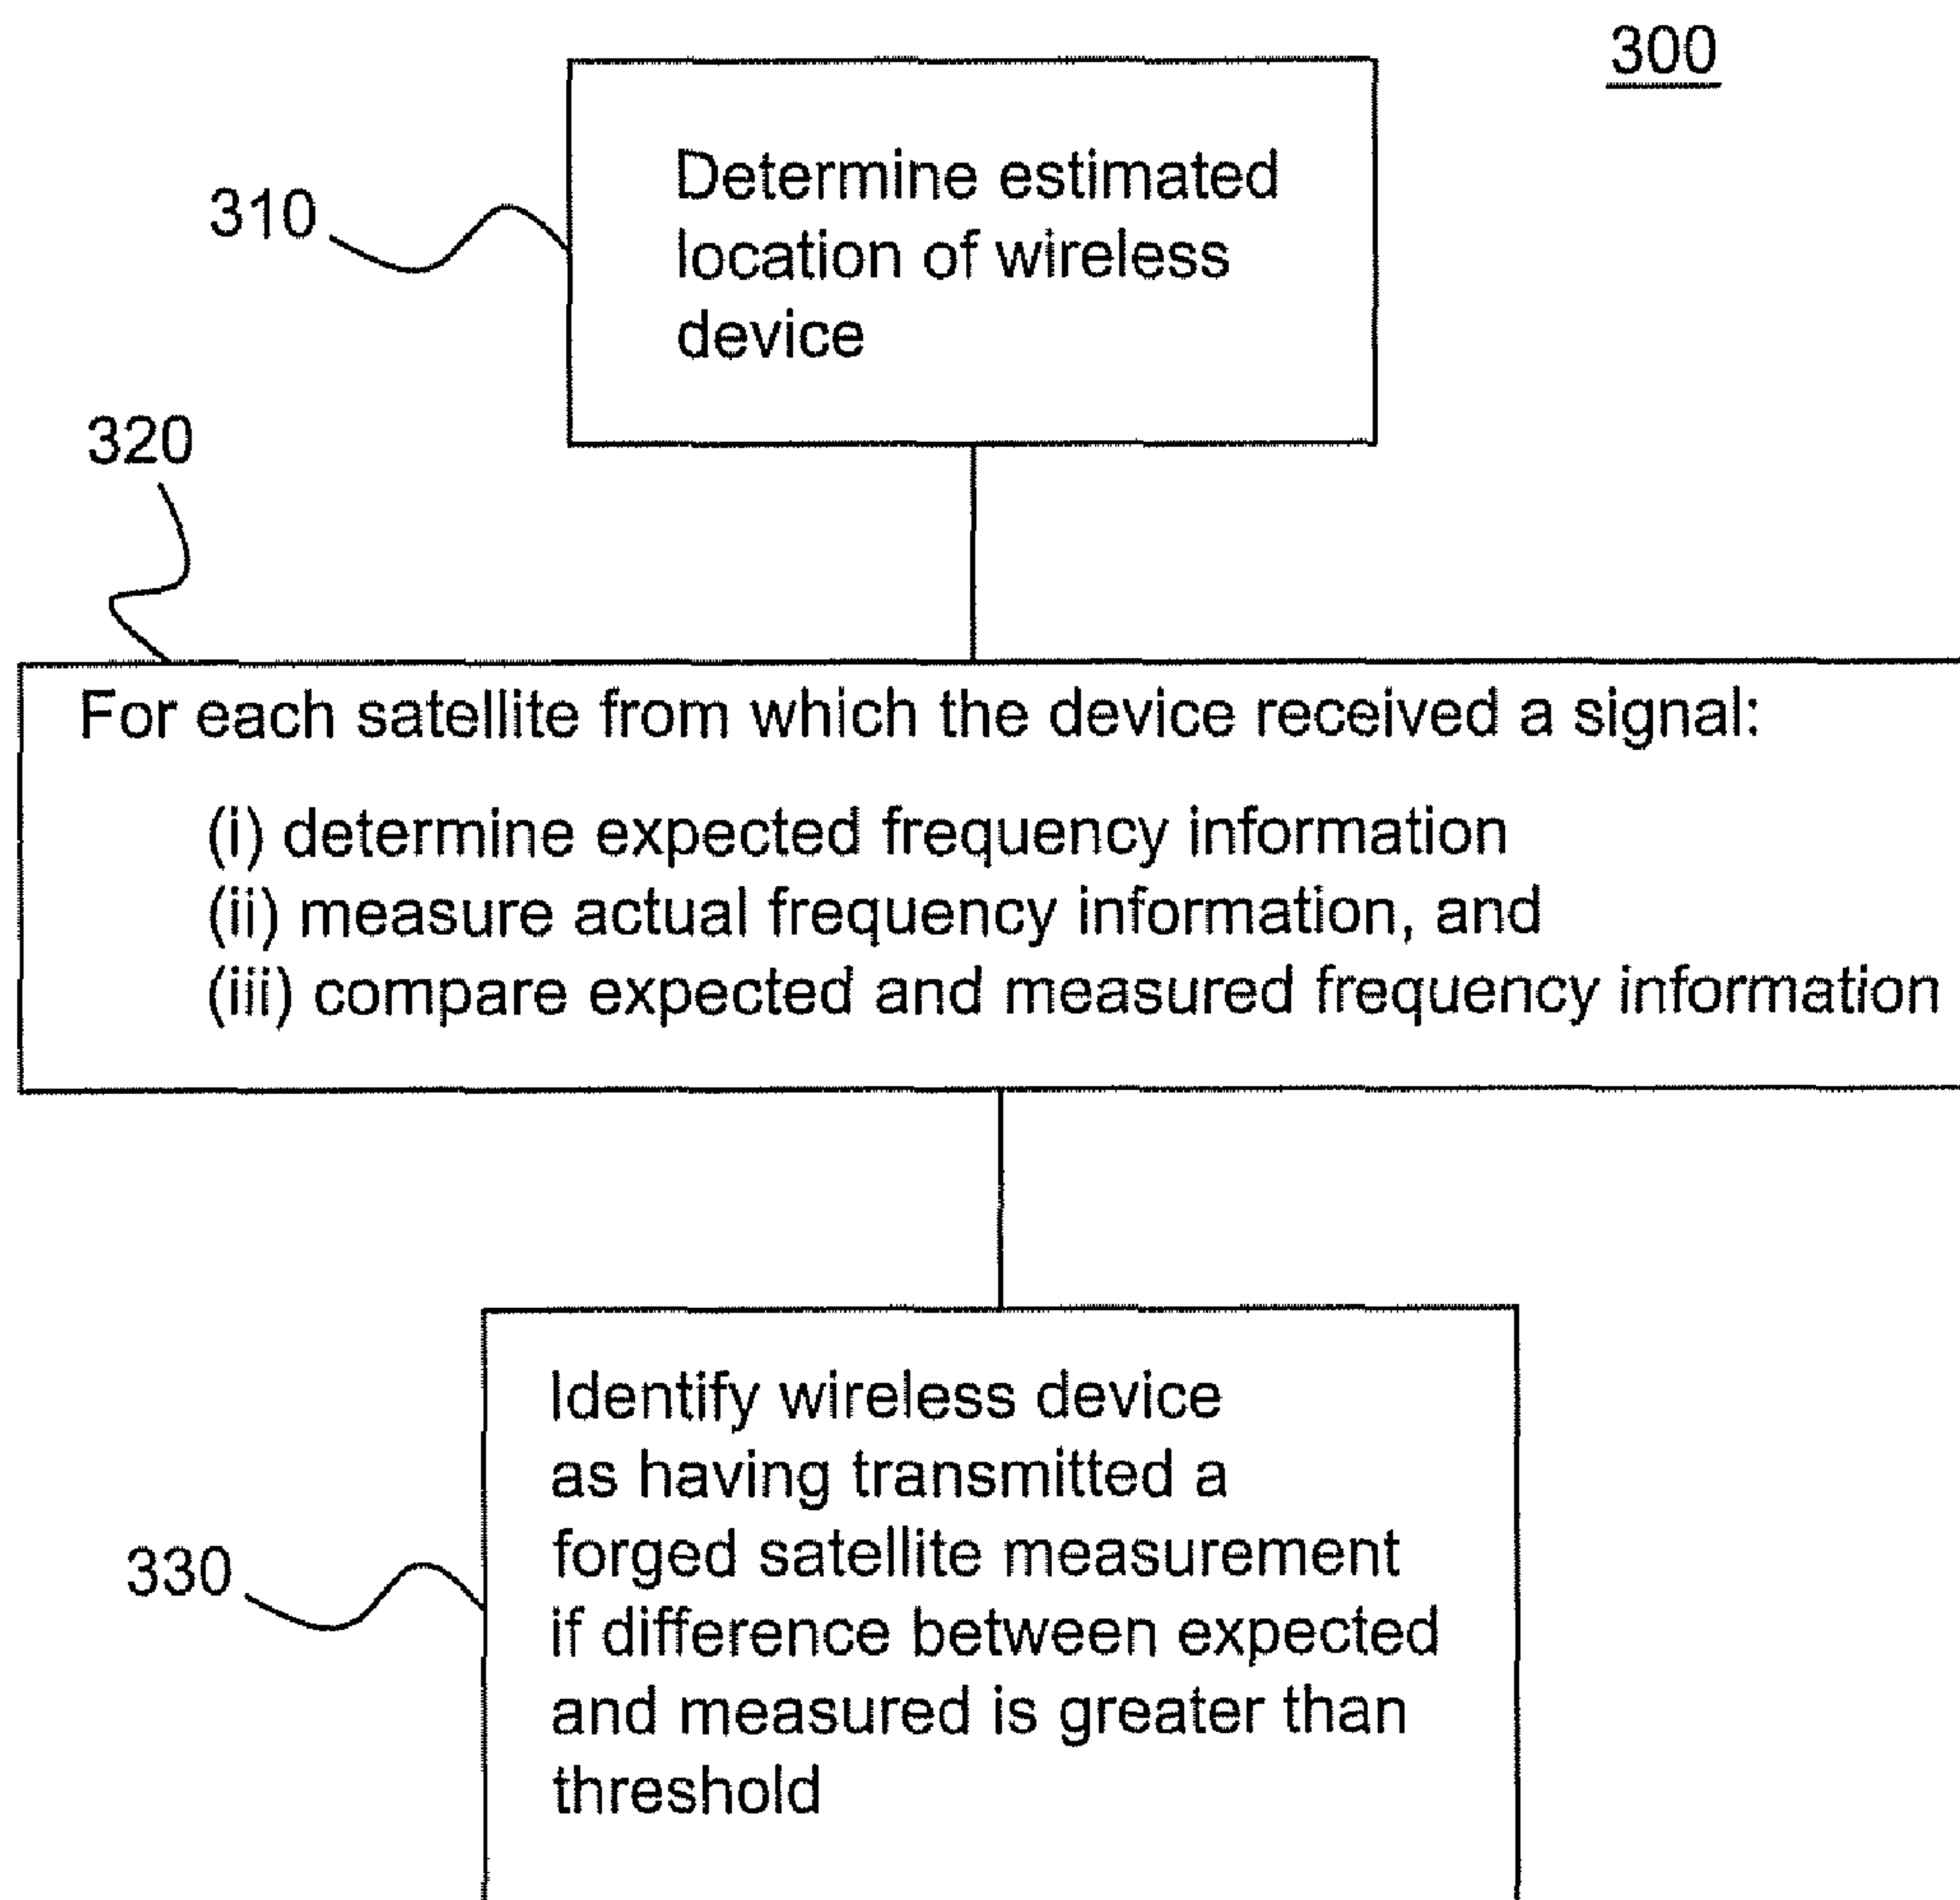 300
310
Determine estimated
location of wireless
device
320
For each satellite from which the device received a signal:
(i) determine expected frequency information
(ii) measure actual frequency information, and
(iii) compare expected and measured frequency information
330
Identify wireless device
as having transmitted a
forged satellite measurement
if difference between expected
and measured is greater than
threshold